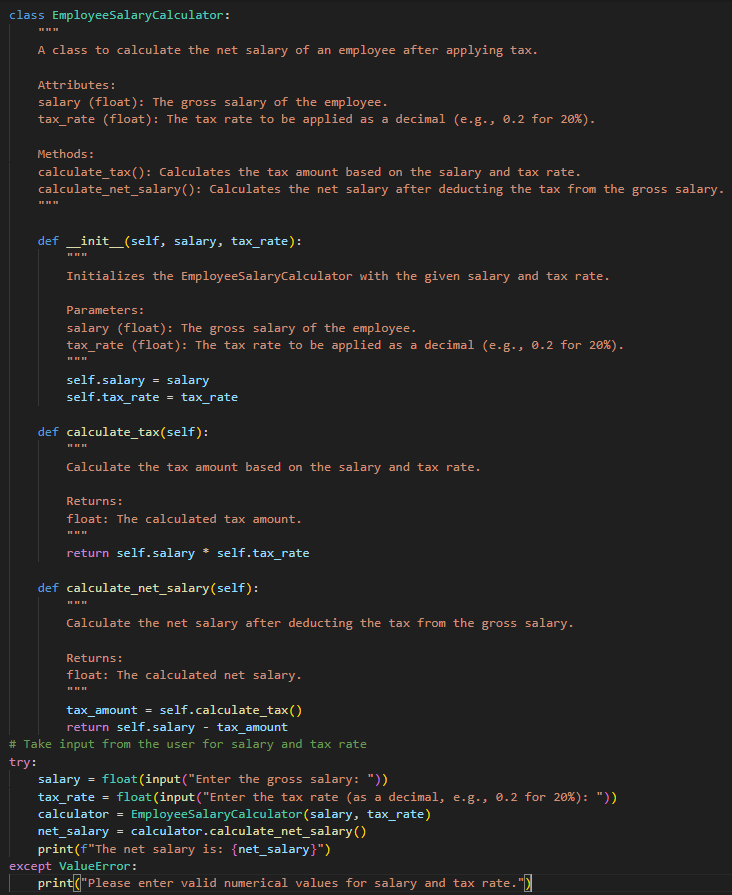 class EmployeeSalaryCalculator:
    """
    A class to calculate the net salary of an employee after applying tax.

    Attributes:
    salary (float): The gross salary of the employee.
    tax_rate (float): The tax rate to be applied as a decimal (e.g., 0.2 for 20%).

    Methods:
    calculate_tax(): Calculates the tax amount based on the salary and tax rate.
    calculate_net_salary(): Calculates the net salary after deducting the tax from the gross salary.
    """

    def __init__(self, salary, tax_rate):
        """
        Initializes the EmployeeSalaryCalculator with the given salary and tax rate.

        Parameters:
        salary (float): The gross salary of the employee.
        tax_rate (float): The tax rate to be applied as a decimal (e.g., 0.2 for 20%).
        """
        self.salary = salary
        self.tax_rate = tax_rate

    def calculate_tax(self):
        """
        Calculate the tax amount based on the salary and tax rate.

        Returns:
        float: The calculated tax amount.
        """
        return self.salary * self.tax_rate

    def calculate_net_salary(self):
        """
        Calculate the net salary after deducting the tax from the gross salary.

        Returns:
        float: The calculated net salary.
        """
        tax_amount = self.calculate_tax()
        return self.salary - tax_amount
# Take input from the user for salary and tax rate
try:
    salary = float(input("Enter the gross salary: "))
    tax_rate = float(input("Enter the tax rate (as a decimal, e.g., 0.2 for 20%): "))
    calculator = EmployeeSalaryCalculator(salary, tax_rate)
    net_salary = calculator.calculate_net_salary()
    print(f"The net salary is: {net_salary}")
except ValueError:
    print("Please enter valid numerical values for salary and tax rate.")